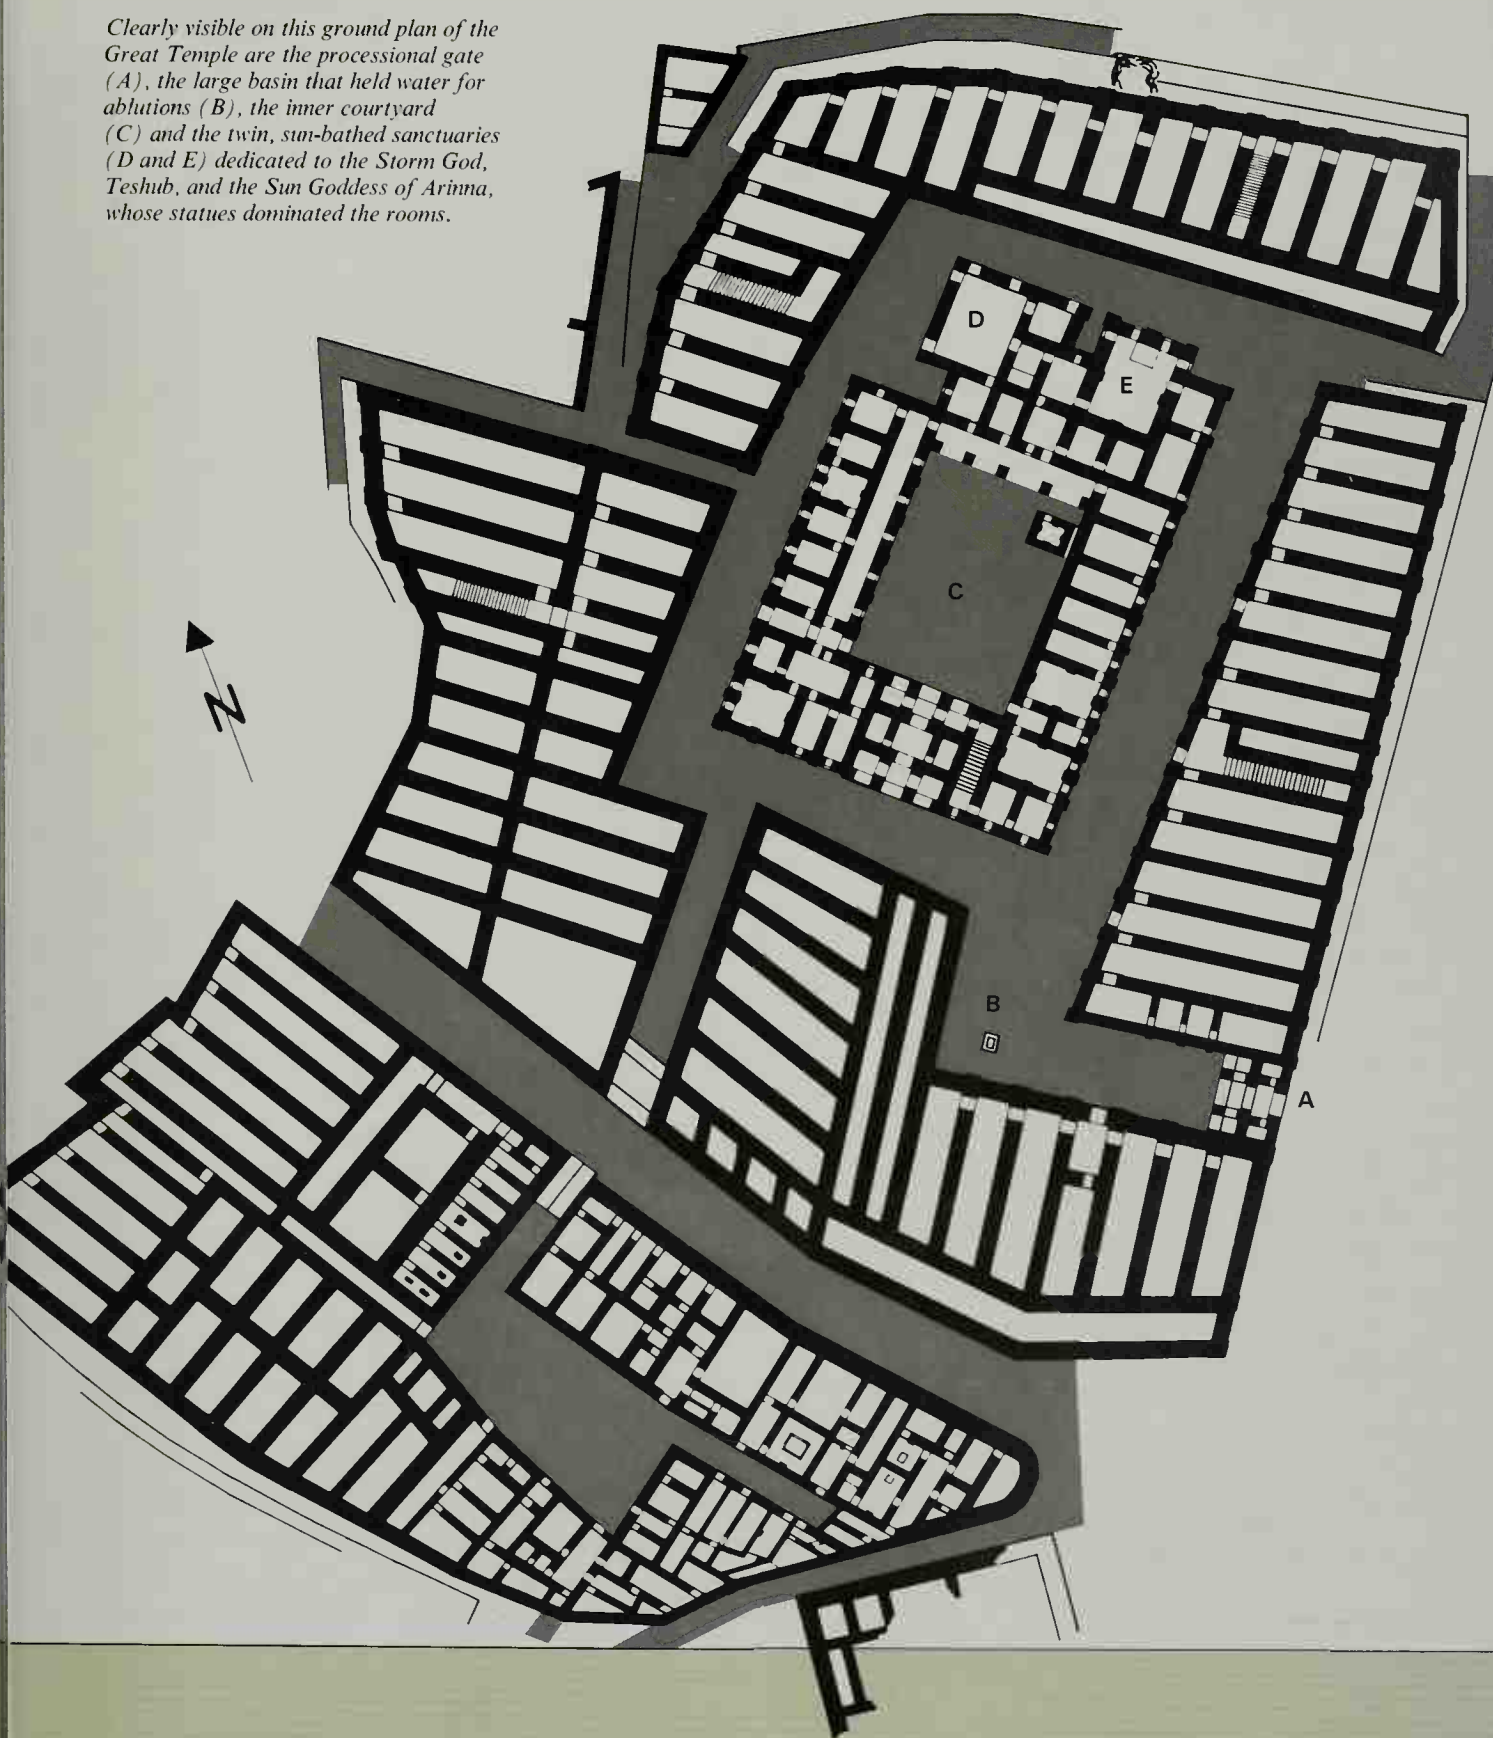 Clearly visible on this ground plan of the
Great Temple are the processional gate
(A), the large basin that held water for
ablutions (B), the inner courtyard
(C) and the twin, sun-bathed sanctuaries
(D and E) dedicated to the Storm God,
Teshub, and the Sun Goddess of Arinna,
whose statues dominated the rooms.
D
E
C
N
B
A